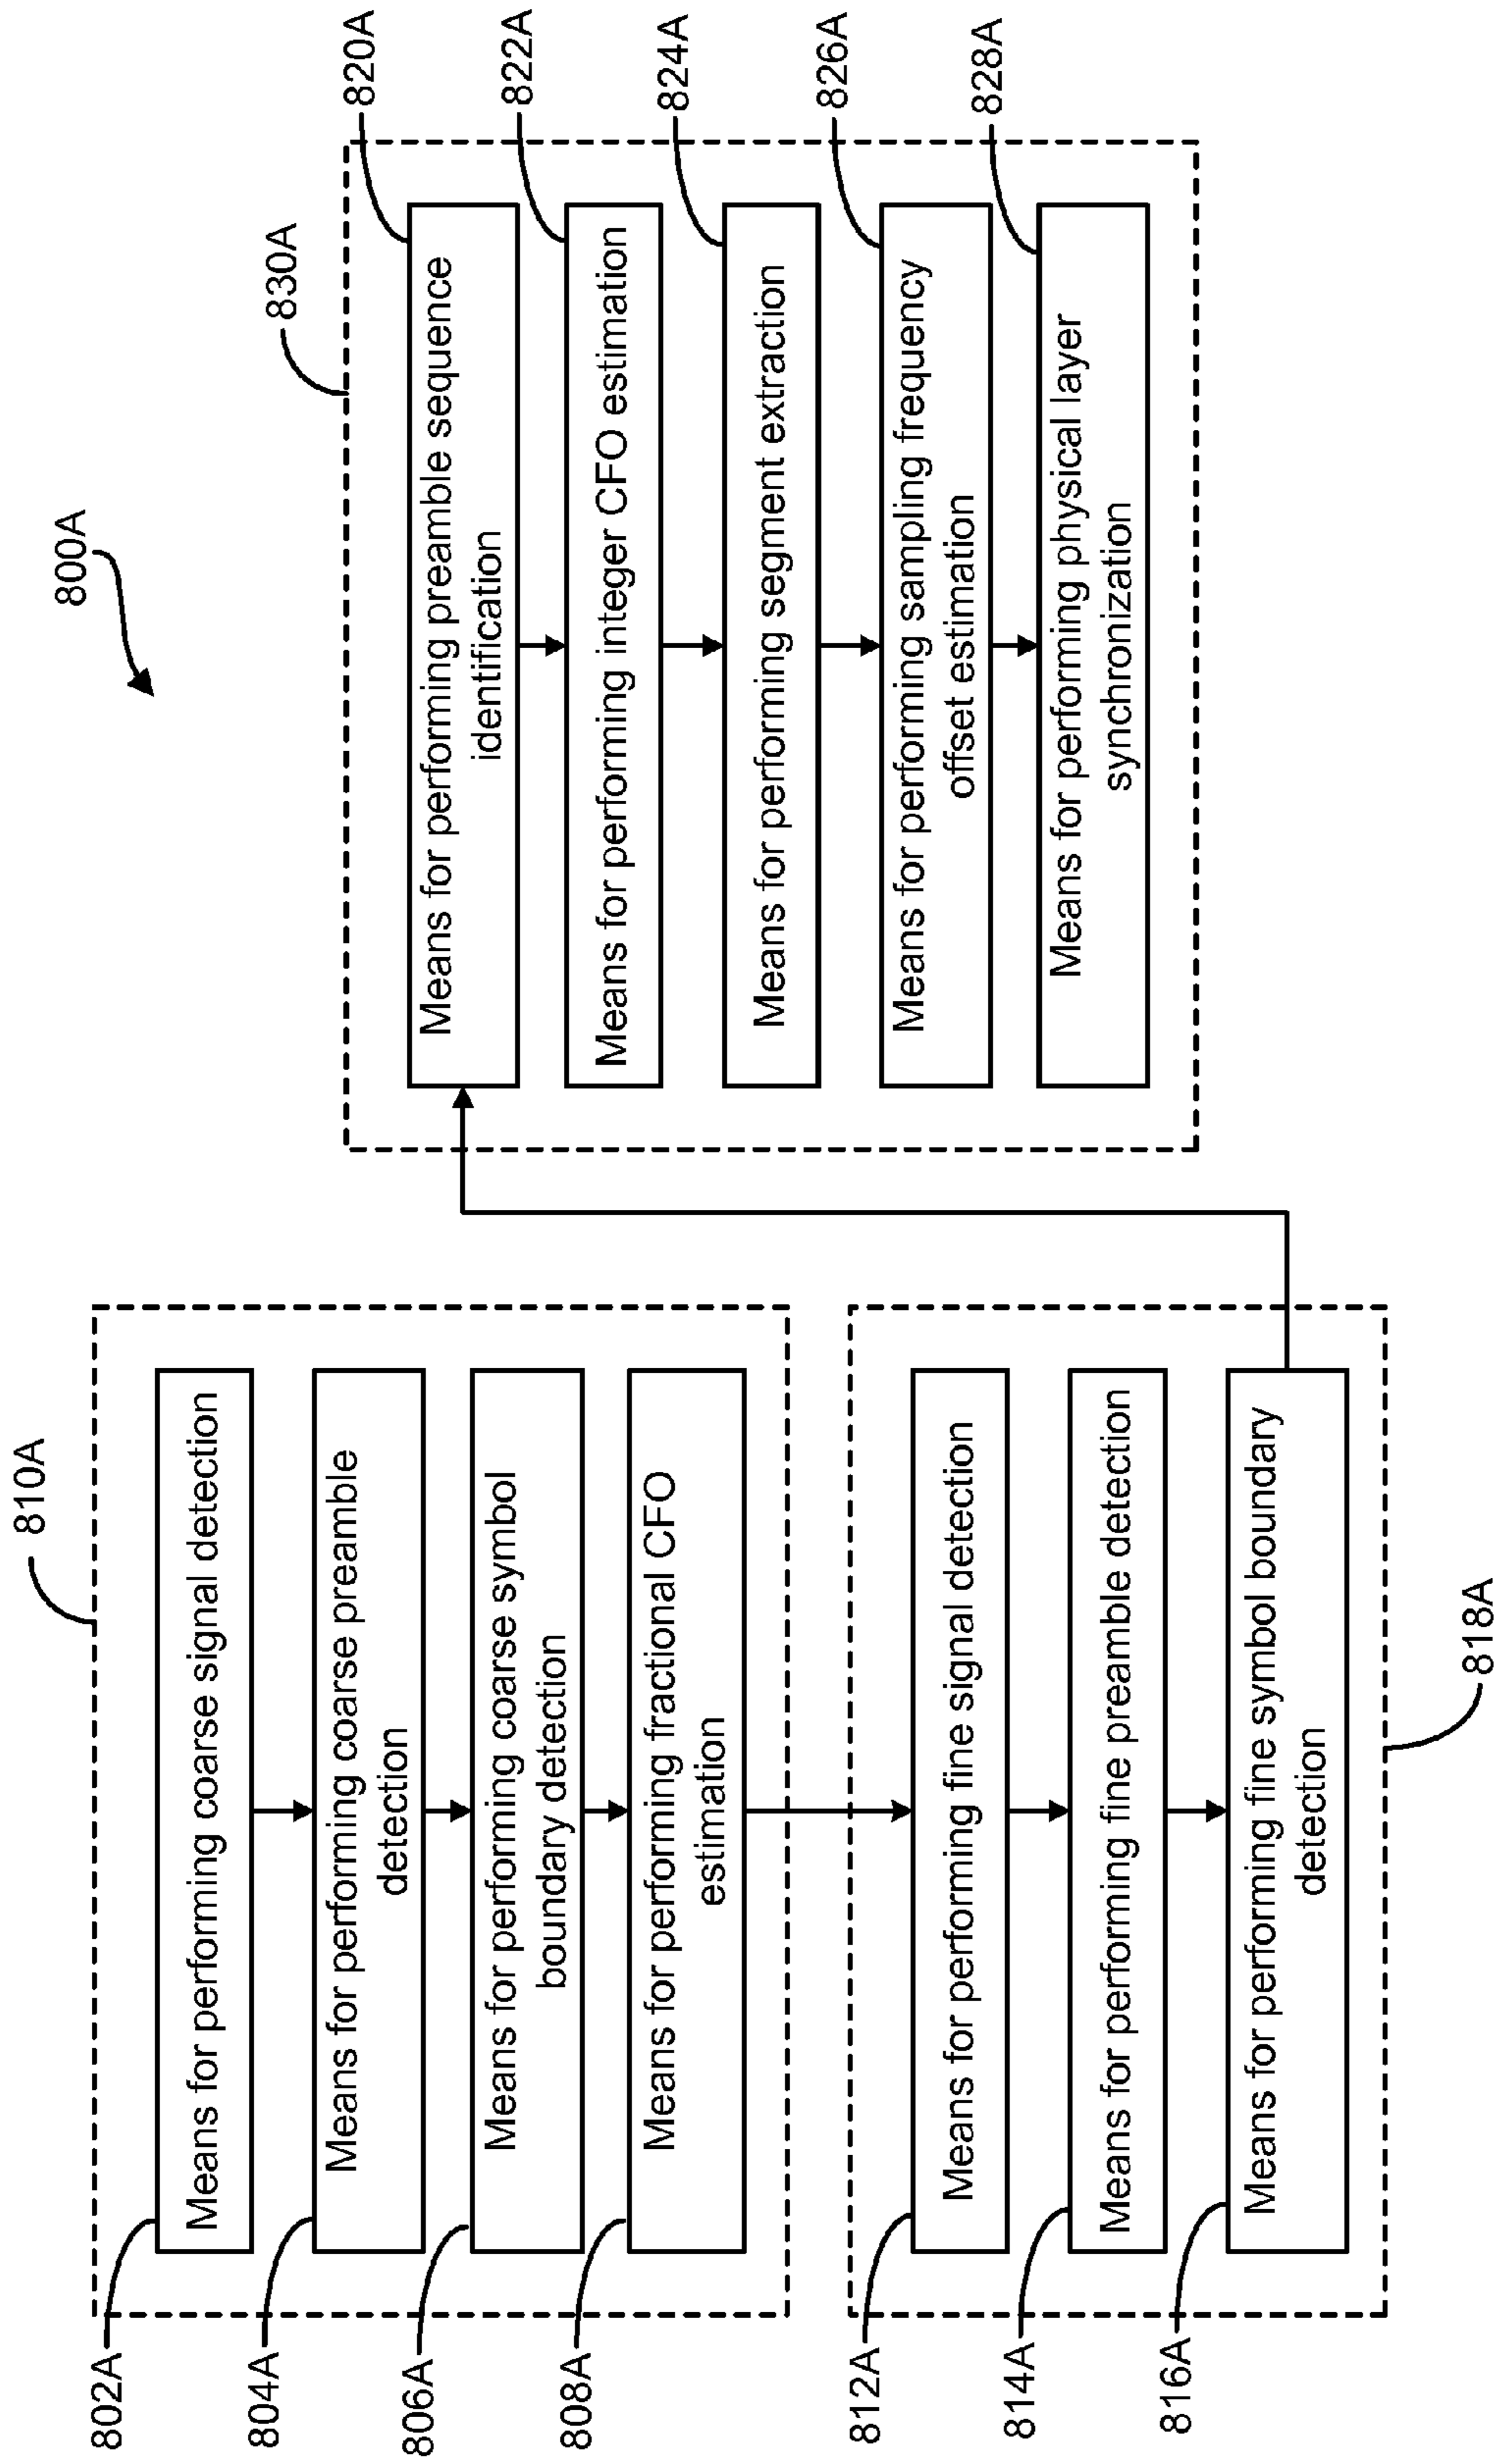 800A
810A
802A
Means for performing coarse signal detection
804A
Means for performing coarse preamble
detection
806A
Means for performing coarse symbol
boundary detection
808A
Means for performing fractional CFO
estimation
812A
Means for performing fine signal detection
814A
Means for performing fine preamble detection
816A
Means for performing fine symbol boundary
detection
818A
830A
820A
Means for performing preamble sequence
identification
822A
Means for performing integer CFO estimation
824A
Means for performing segment extraction
826A
Means for performing sampling frequency
offset estimation
828A
Means for performing physical layer
synchronization